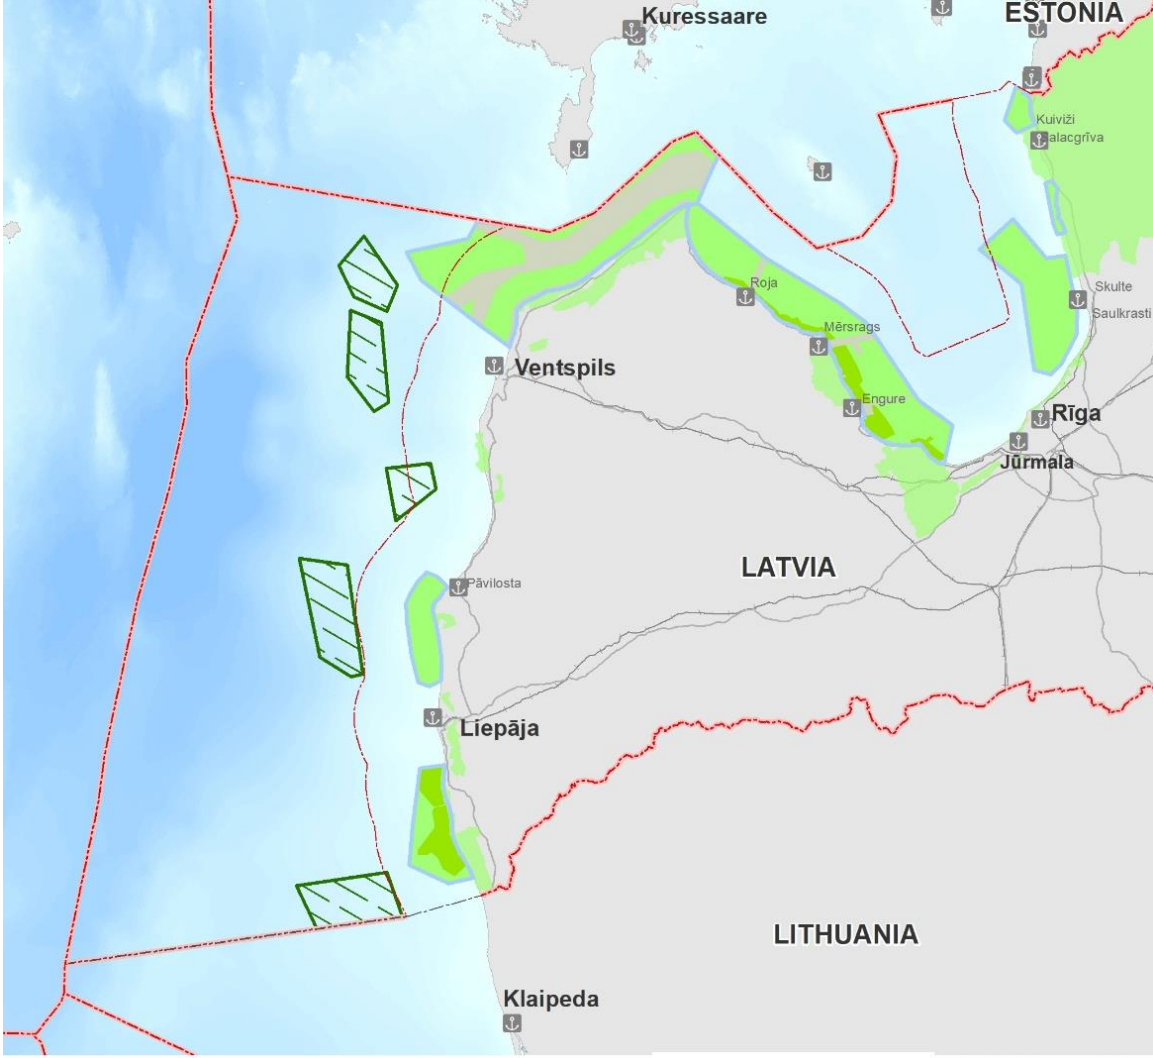 ESTONIA
Kuressaare
Kuiviži
alacgrīva
Roja
Skulte
Saulkrasti
Mērsrags
Ventspils
Engure
Rīga
Jūrmala
LATVIA
Pāvilosta
Liepāja
LITHUANIA
Klaipeda